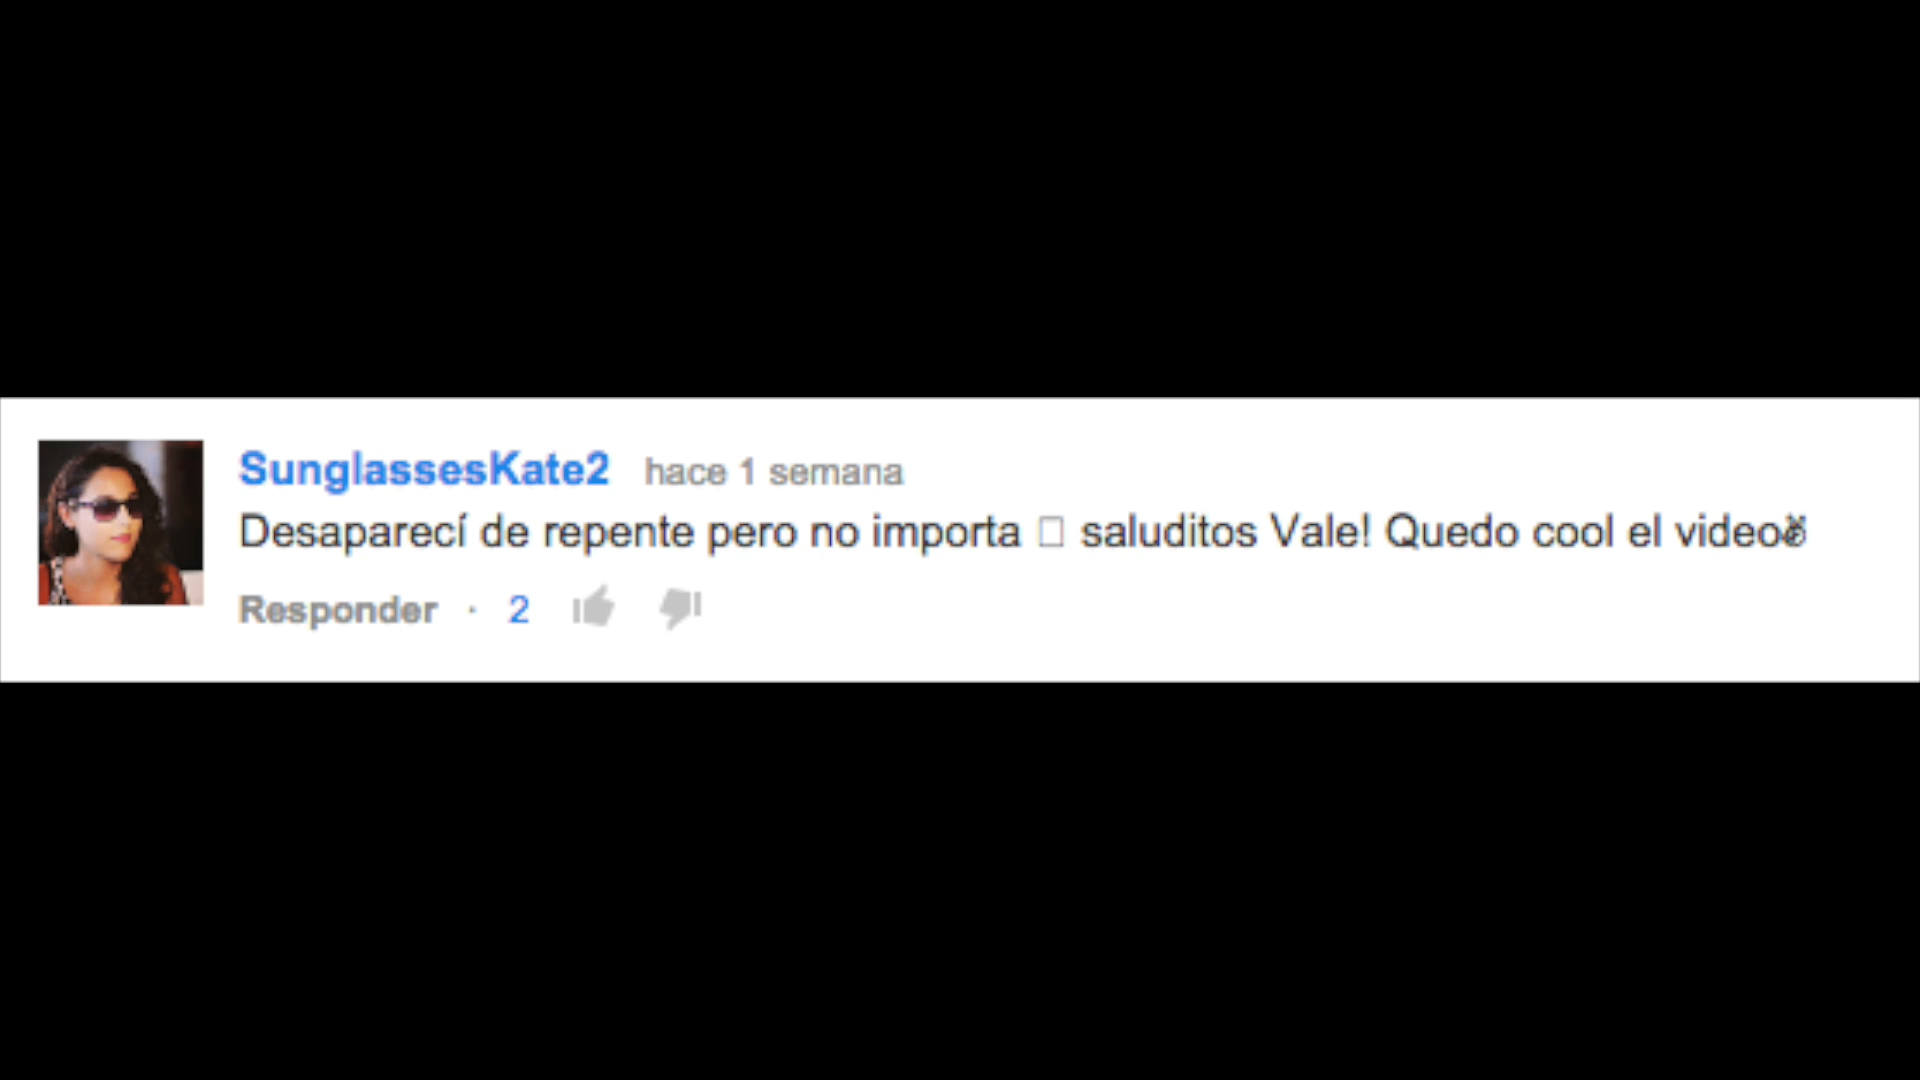 SunglassesKate2 hace 1 semana
Desaparecí de repente pero no importa □ saluditos Vale! Quedo cool el video✌
Responder · 2